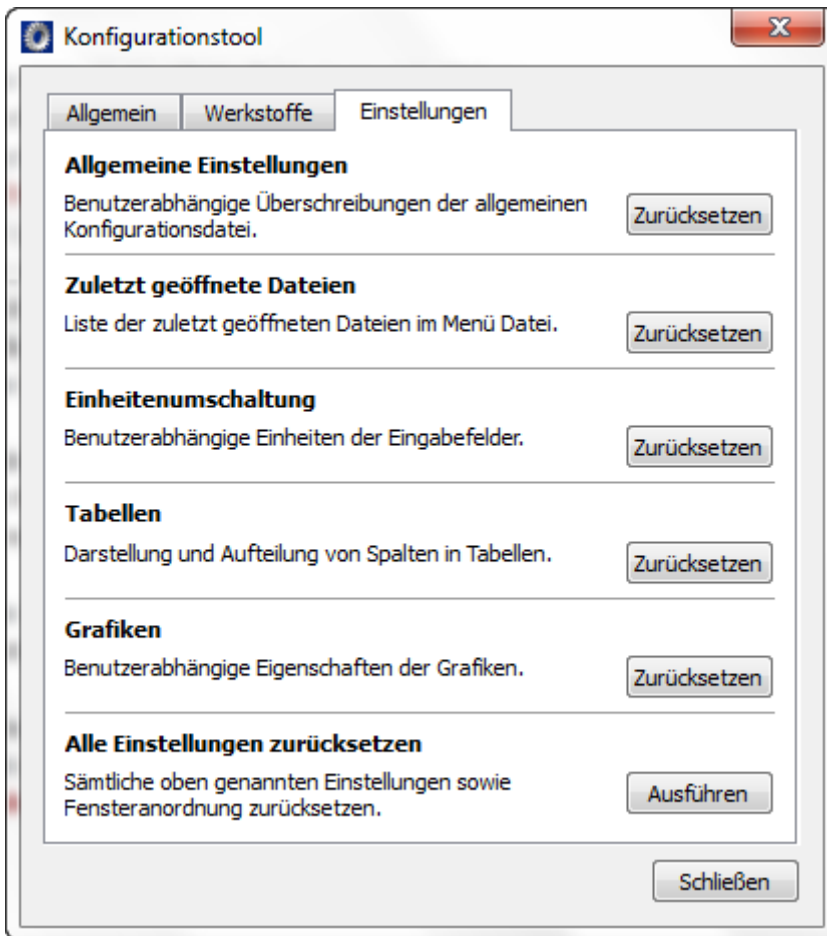 Konfigurationstool
Allgemein Werkstoffe Einstellungen
Allgemeine Einstellungen
Benutzerabhängige Überschreibungen der allgemeinen
Konfigurationsdatei.
Zurücksetzen
Zuletzt geöffnete Dateien
Liste der zuletzt geöffneten Dateien im Menü Datei.
Zurücksetzen
Einheitenumschaltung
Benutzerabhängige Einheiten der Eingabefelder.
Zurücksetzen
Tabellen
Darstellung und Aufteilung von Spalten in Tabellen.
Zurücksetzen
Grafiken
Benutzerabhängige Eigenschaften der Grafiken.
Zurücksetzen
Alle Einstellungen zurücksetzen
Sämtliche oben genannten Einstellungen sowie
Fensteranordnung zurücksetzen.
Ausführen
Schließen